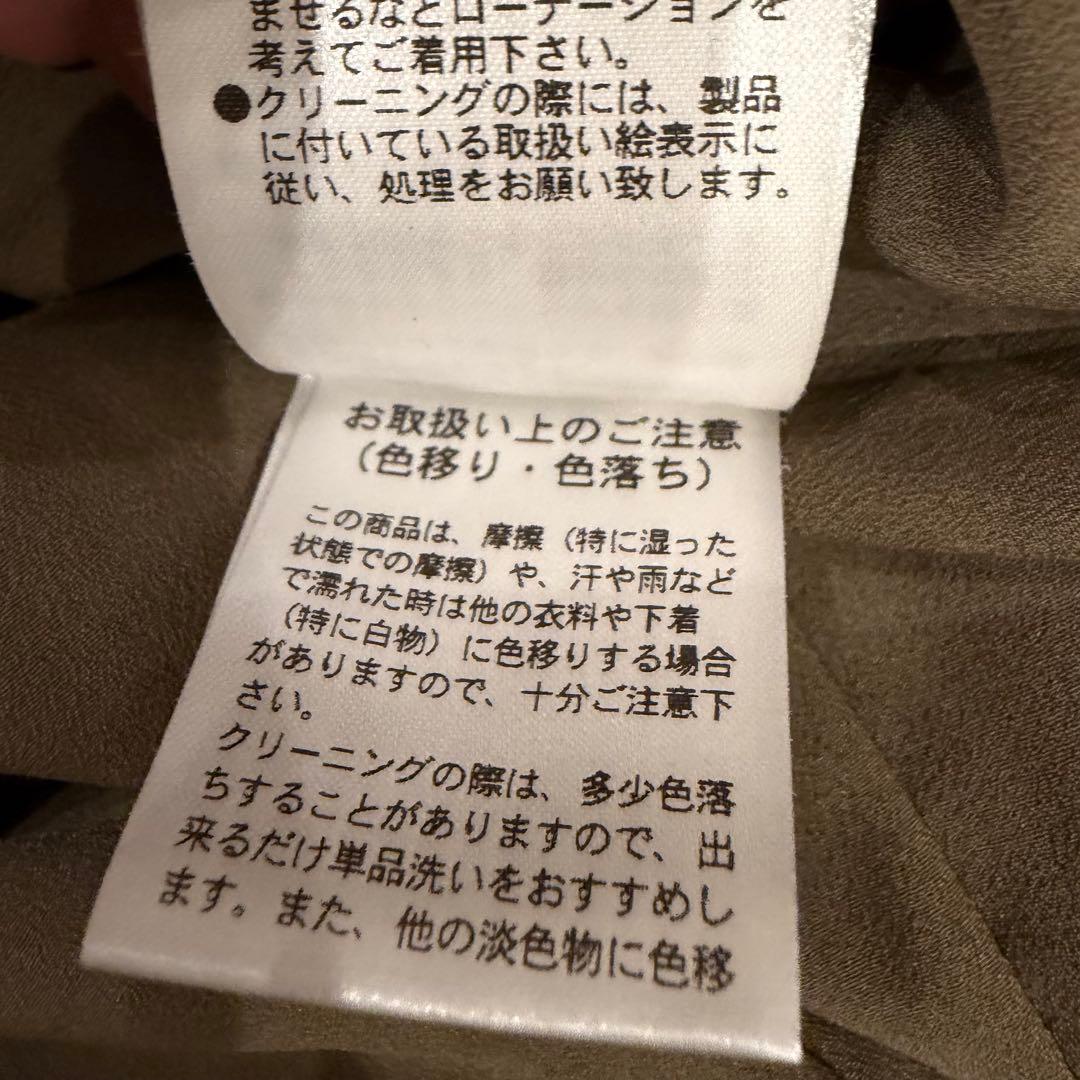 ませるなどローテーションを
考えてご着用下さい。
●クリーニングの際には、製品
に付いている取扱い絵表示に
従い、処理をお願い致します。
お取扱い上のご注意
（色移り・色落ち）
この商品は、摩擦（特に湿った
状態での摩擦）や、汗や雨など
で濡れた時は他の衣料や下着
（特に白物）に色移りする場合
がありますので、十分ご注意下
さい。
クリーニングの際は、多少色落
ちすることがありますので、出
来るだけ単品洗いをおすすめし
ます。また、他の淡色物に色移